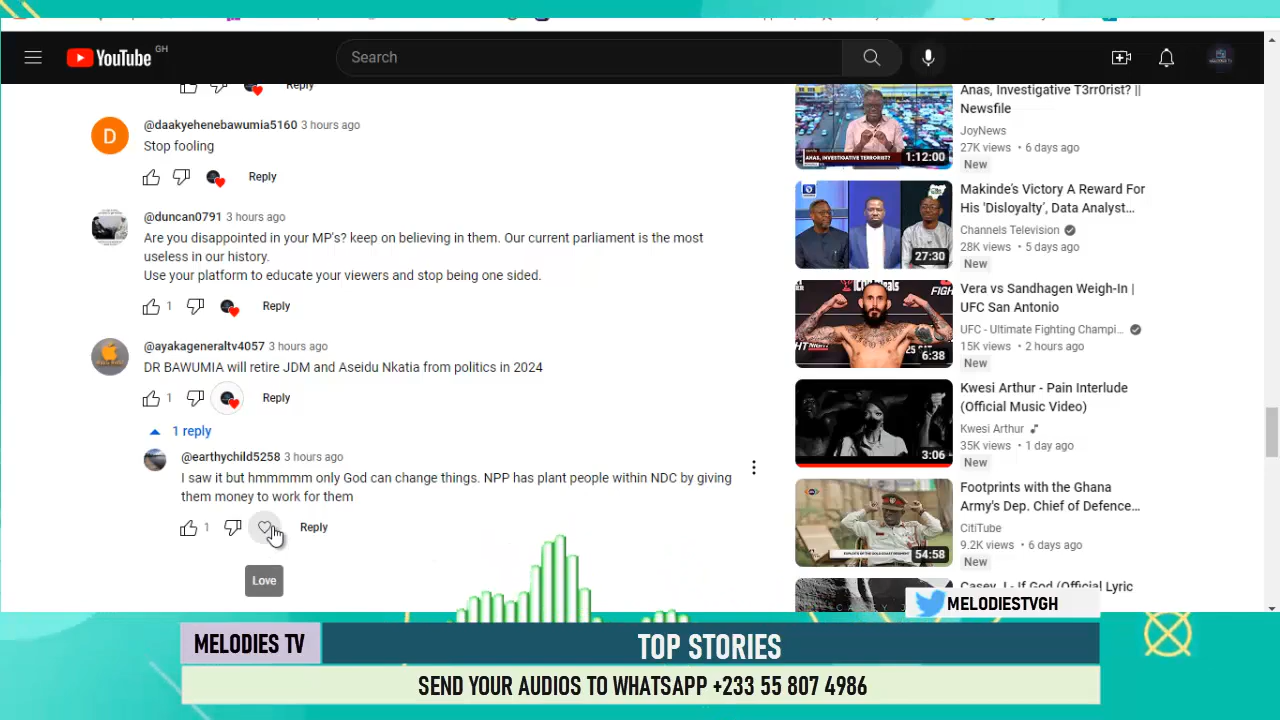 YouTube GH
Search
Reply
@daakyehenebawumia5160 3 hours ago
D
Stop fooling
Reply
@duncan0791 3 hours ago
Are you disappointed in your MP's? keep on believing in them. Our current parliament is the most
useless in our history.
Use your platform to educate your viewers and stop being one sided.
1
Reply
@ayakageneraltv4057 3 hours ago
DR BAWUMIA will retire JDM and Aseidu Nkatia from politics in 2024
1
Reply
1 reply
@earthychild5258 3 hours ago
I saw it but hmmmmm only God can change things. NPP has plant people within NDC by giving
them money to work for them
1
Reply
Love
Anas, Investigative T3rr0rist? ||
Newsfile
JoyNews
27K views • 6 days ago
New
ANAS, INVESTIGATIVE TERRORIST?
1:12:00
Makinde's Victory A Reward For
His 'Disloyalty', Data Analyst...
Channels Television
28K views • 5 days ago
New
27:30
Vera vs Sandhagen Weigh-In |
UFC San Antonio
UFC - Ultimate Fighting Champi...
15K views • 2 hours ago
New
6:38
Kwesi Arthur - Pain Interlude
(Official Music Video)
Kwesi Arthur
35K views • 1 day ago
New
3:06
Footprints with the Ghana
Army's Dep. Chief of Defence...
CitiTube
9.2K views • 6 days ago
New
54:58
Casey J - If God (Official Lyric
MELODIESTVGH
MELODIES TV
TOP STORIES
SEND YOUR AUDIOS TO WHATSAPP +233 55 807 4986